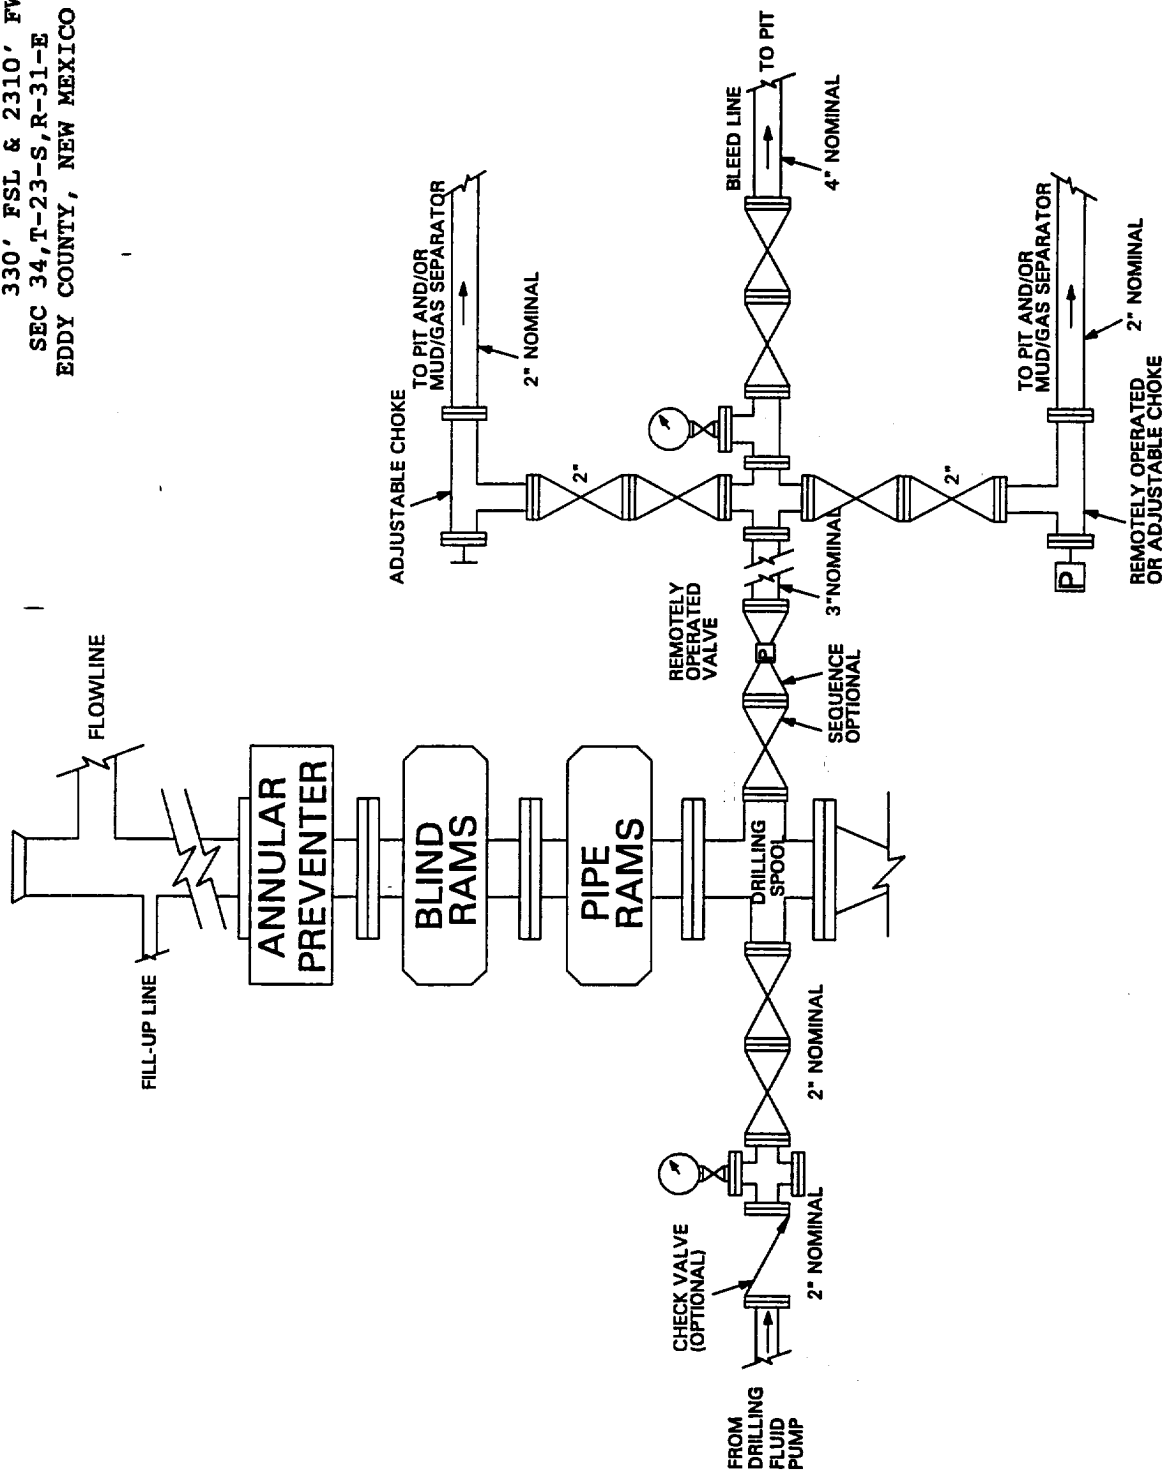 330' FSL & 2310'
SEC 34,T-23-S,R-31-E
EDDY COUNTY, NEW MEXICO
FLOWLINE
FILL-UP LINE
ANNULAR
PREVENTER
BLIND
RAMS
PIPE
RAMS
DRILLING
SPOOL
FROM
DRILLING
FLUID
PUMP
CHECK VALVE
(OPTIONAL)
2" NOMINAL
2" NOMINAL
REMOTELY
OPERATED
VALVE
P
SEQUENCE
OPTIONAL
3"NOMINAL
ADJUSTABLE CHOKE
TO PIT AND/OR
MUD/GAS SEPARATOR
2" NOMINAL
2"
BLEED LINE
TO PIT
4" NOMINAL
2"
TO PIT AND/OR
MUD/GAS SEPARATOR
2" NOMINAL
P
REMOTELY OPERATED
OR ADJUSTABLE CHOKE